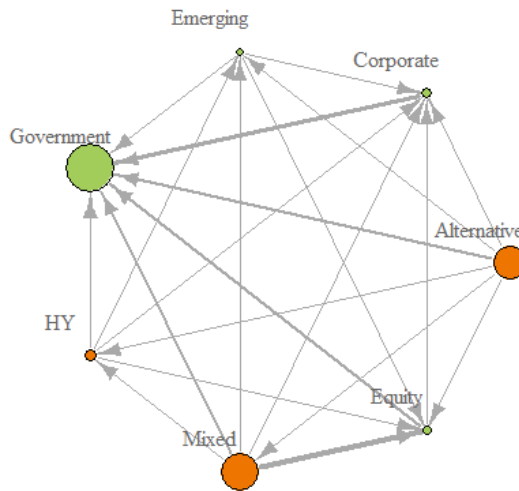 Emerging
Corporate
Government
Alternative
HY
Equity
Mixed